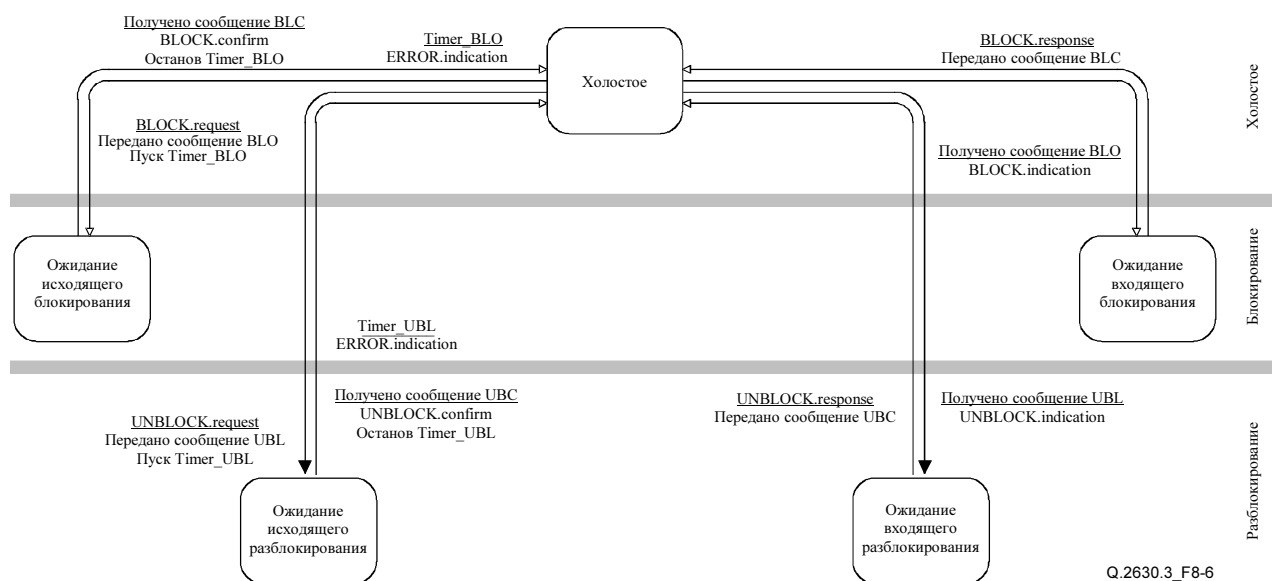 Получено сообщение BLC
BLOCK.confirm
Останов Timer_BLO
Timer_BLO
ERROR.indication
Холостое
BLOCK.response
Передано сообщение BLC
Холостое
BLOCK.request
Передано сообщение BLO
Пуск Timer_BLO
Получено сообщение BLO
BLOCK.indication
Ожидание
исходящего
блокирования
Ожидание
входящего
блокирования
Блокирование
Timer_UBL
ERROR.indication
UNBLOCK.request
Передано сообщение UBL
Пуск Timer_UBL
Получено сообщение UBC
UNBLOCK.confirm
Останов Timer_UBL
UNBLOCK.response
Передано сообщение UBC
Получено сообщение UBL
UNBLOCK.indication
Разблокирование
Ожидание
исходящего
разблокирования
Ожидание
входящего
разблокирования
Q.2630.3_F8-6